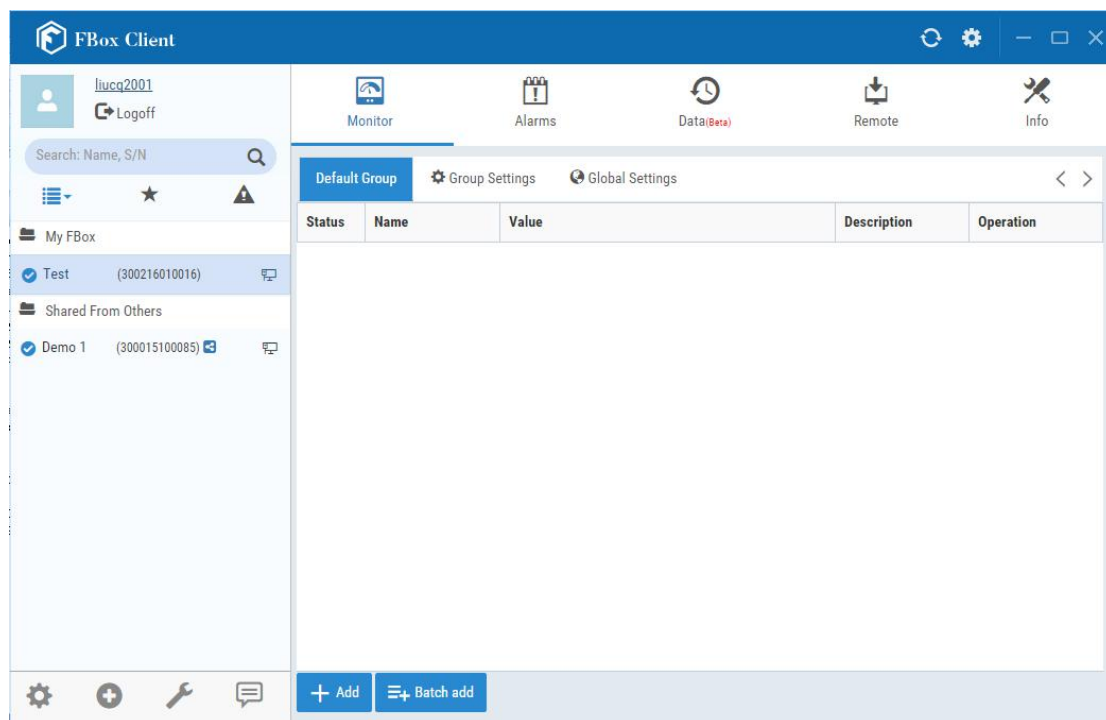 FBox Client
liucq2001
Logoff
Search: Name, S/N
My FBox
Test (300216010016)
Shared From Others
Demo 1 (300015100085)
Monitor Alarms Data(Beta) Remote Info
Default Group Group Settings Global Settings
Status Name Value Description Operation
Add Batch add